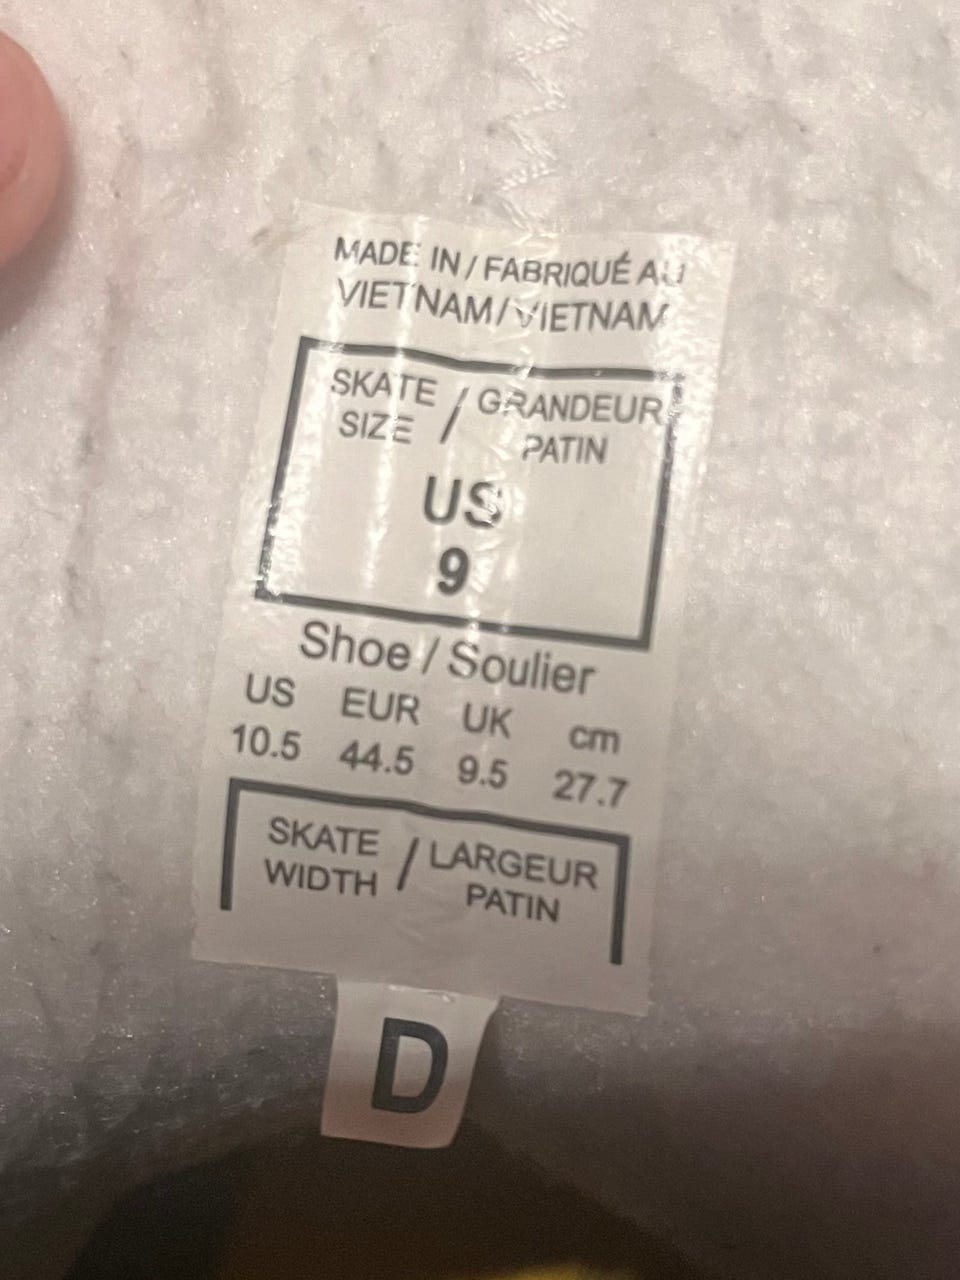 MADE IN / FABRIQUÉ AU
VIETNAM / VIETNAM
SKATE SIZE / GRANDEUR PATIN
US
9
Shoe / Soulier
US EUR UK cm
10.5 44.5 9.5 27.7
SKATE WIDTH / LARGEUR PATIN
D